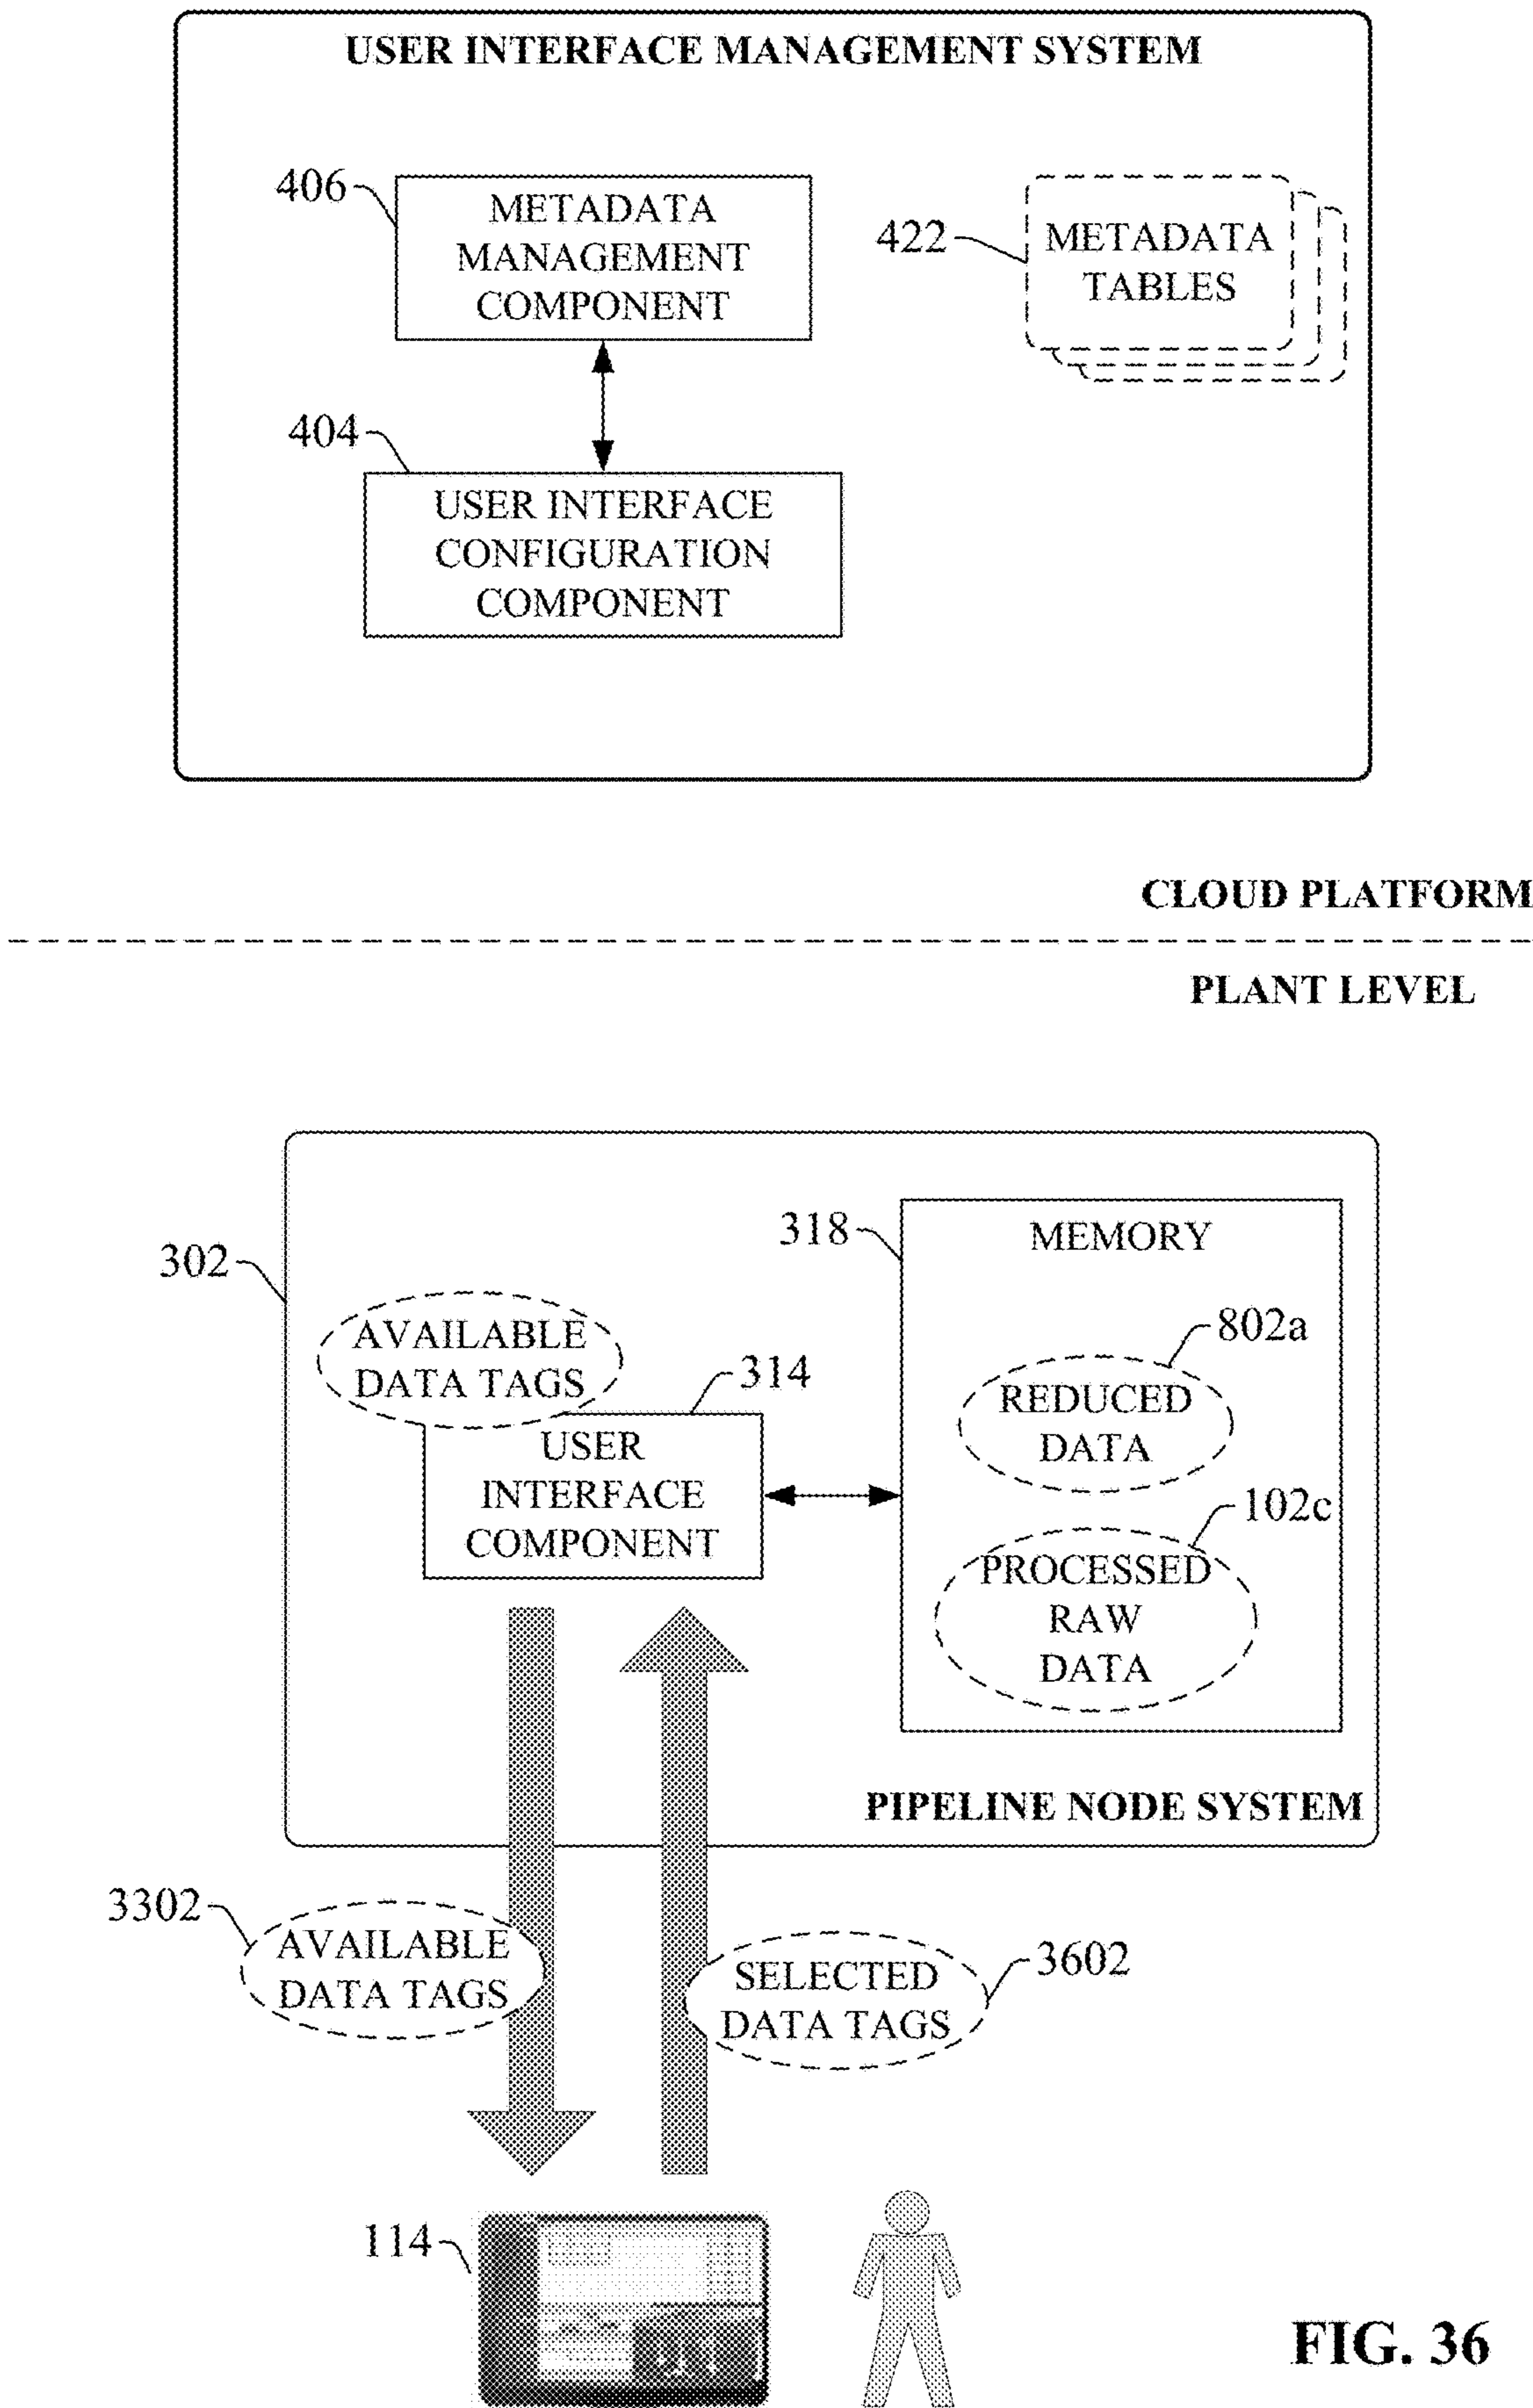 USER INTERFACE MANAGEMENT SYSTEM
406
METADATA
MANAGEMENT
COMPONENT
422
METADATA
TABLES
404
USER INTERFACE
CONFIGURATION
COMPONENT
CLOUD PLATFORM
PLANT LEVEL
302
AVAILABLE
DATA TAGS
314
USER
INTERFACE
COMPONENT
318
MEMORY
802a
REDUCED
DATA
102c
PROCESSED
RAW
DATA
PIPELINE NODE SYSTEM
3302
AVAILABLE
DATA TAGS
SELECTED
DATA TAGS
3602
114
FIG. 36